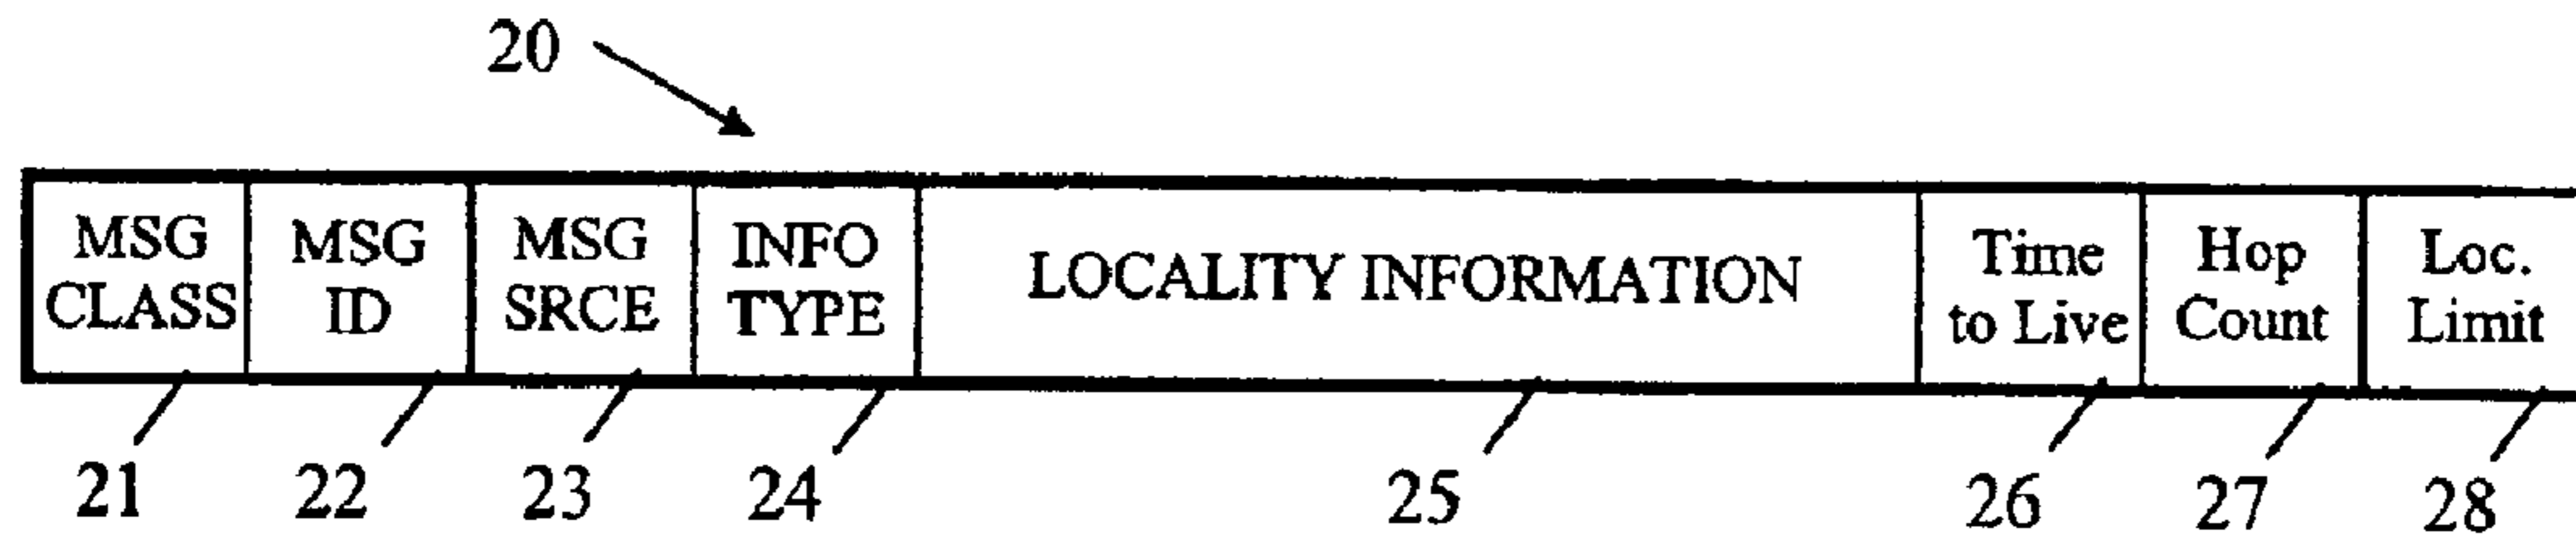 20
MSG CLASS
MSG ID
MSG SRCE
INFO TYPE
LOCALITY INFORMATION
Time to Live
Hop Count
Loc. Limit
21 22 23 24 25 26 27 28